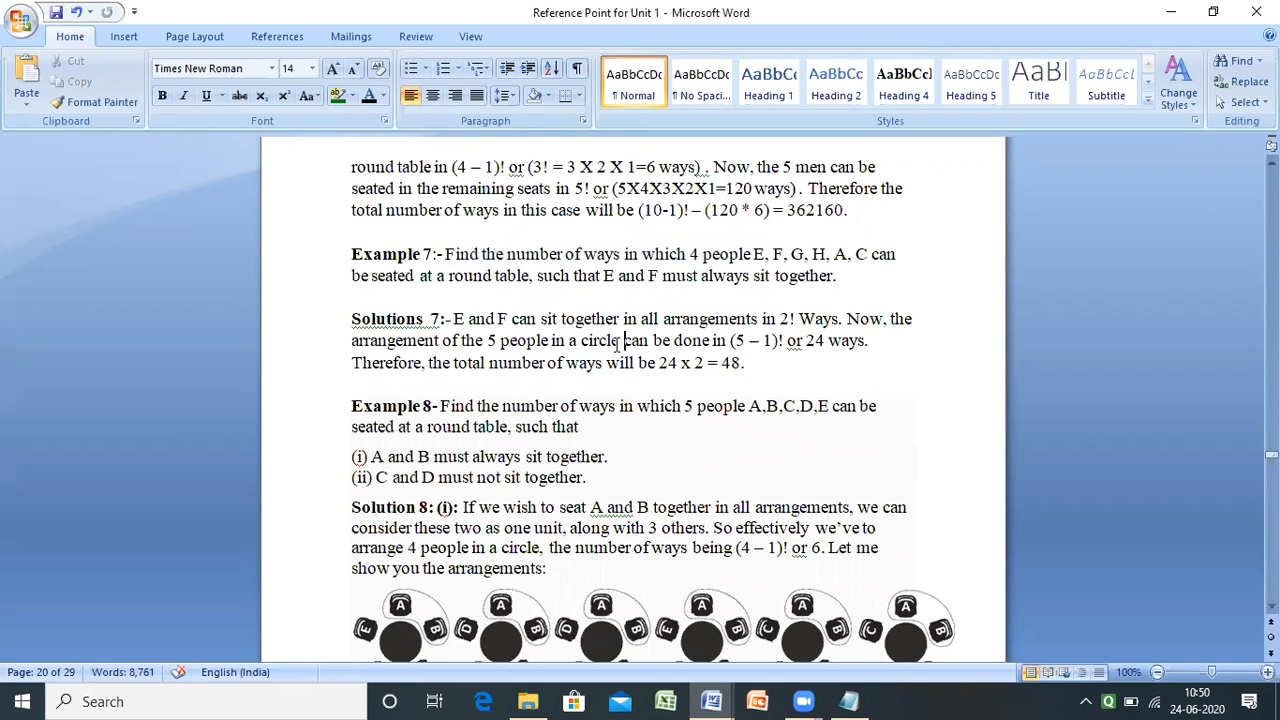 Reference Point for Unit 1 - Microsoft Word
Home Insert Page Layout References Mailings Review View
Cut
Copy
Format Painter
Paste
Clipboard
Times New Roman 14
Font
Paragraph
AaBbCcDc AaBbCcDc AaBbC AaBbCc AaBbCcI AaBbCcDc AaBl AaBbCcDc
¶ Normal ¶ No Spaci... Heading 1 Heading 2 Heading 4 Heading 5 Title Subtitle
Change Styles
Styles
Find
Replace
Select
Editing
round table in (4 – 1)! or (3! = 3 X 2 X 1=6 ways) . Now, the 5 men can be
seated in the remaining seats in 5! or (5X4X3X2X1=120 ways) . Therefore the
total number of ways in this case will be (10-1)! – (120 * 6) = 362160.
Example 7:- Find the number of ways in which 4 people E, F, G, H, A, C can
be seated at a round table, such that E and F must always sit together.
Solutions 7:- E and F can sit together in all arrangements in 2! Ways. Now, the
arrangement of the 5 people in a circle can be done in (5 – 1)! or 24 ways.
Therefore, the total number of ways will be 24 x 2 = 48.
Example 8- Find the number of ways in which 5 people A,B,C,D,E can be
seated at a round table, such that
(i) A and B must always sit together.
(ii) C and D must not sit together.
Solution 8: (i): If we wish to seat A and B together in all arrangements, we can
consider these two as one unit, along with 3 others. So effectively we've to
arrange 4 people in a circle, the number of ways being (4 – 1)! or 6. Let me
show you the arrangements:
A A A A A A
E B D B D B E B C B C B
Page: 20 of 29 Words: 8,761 English (India) 100%
Search
10:50
24-06-2020